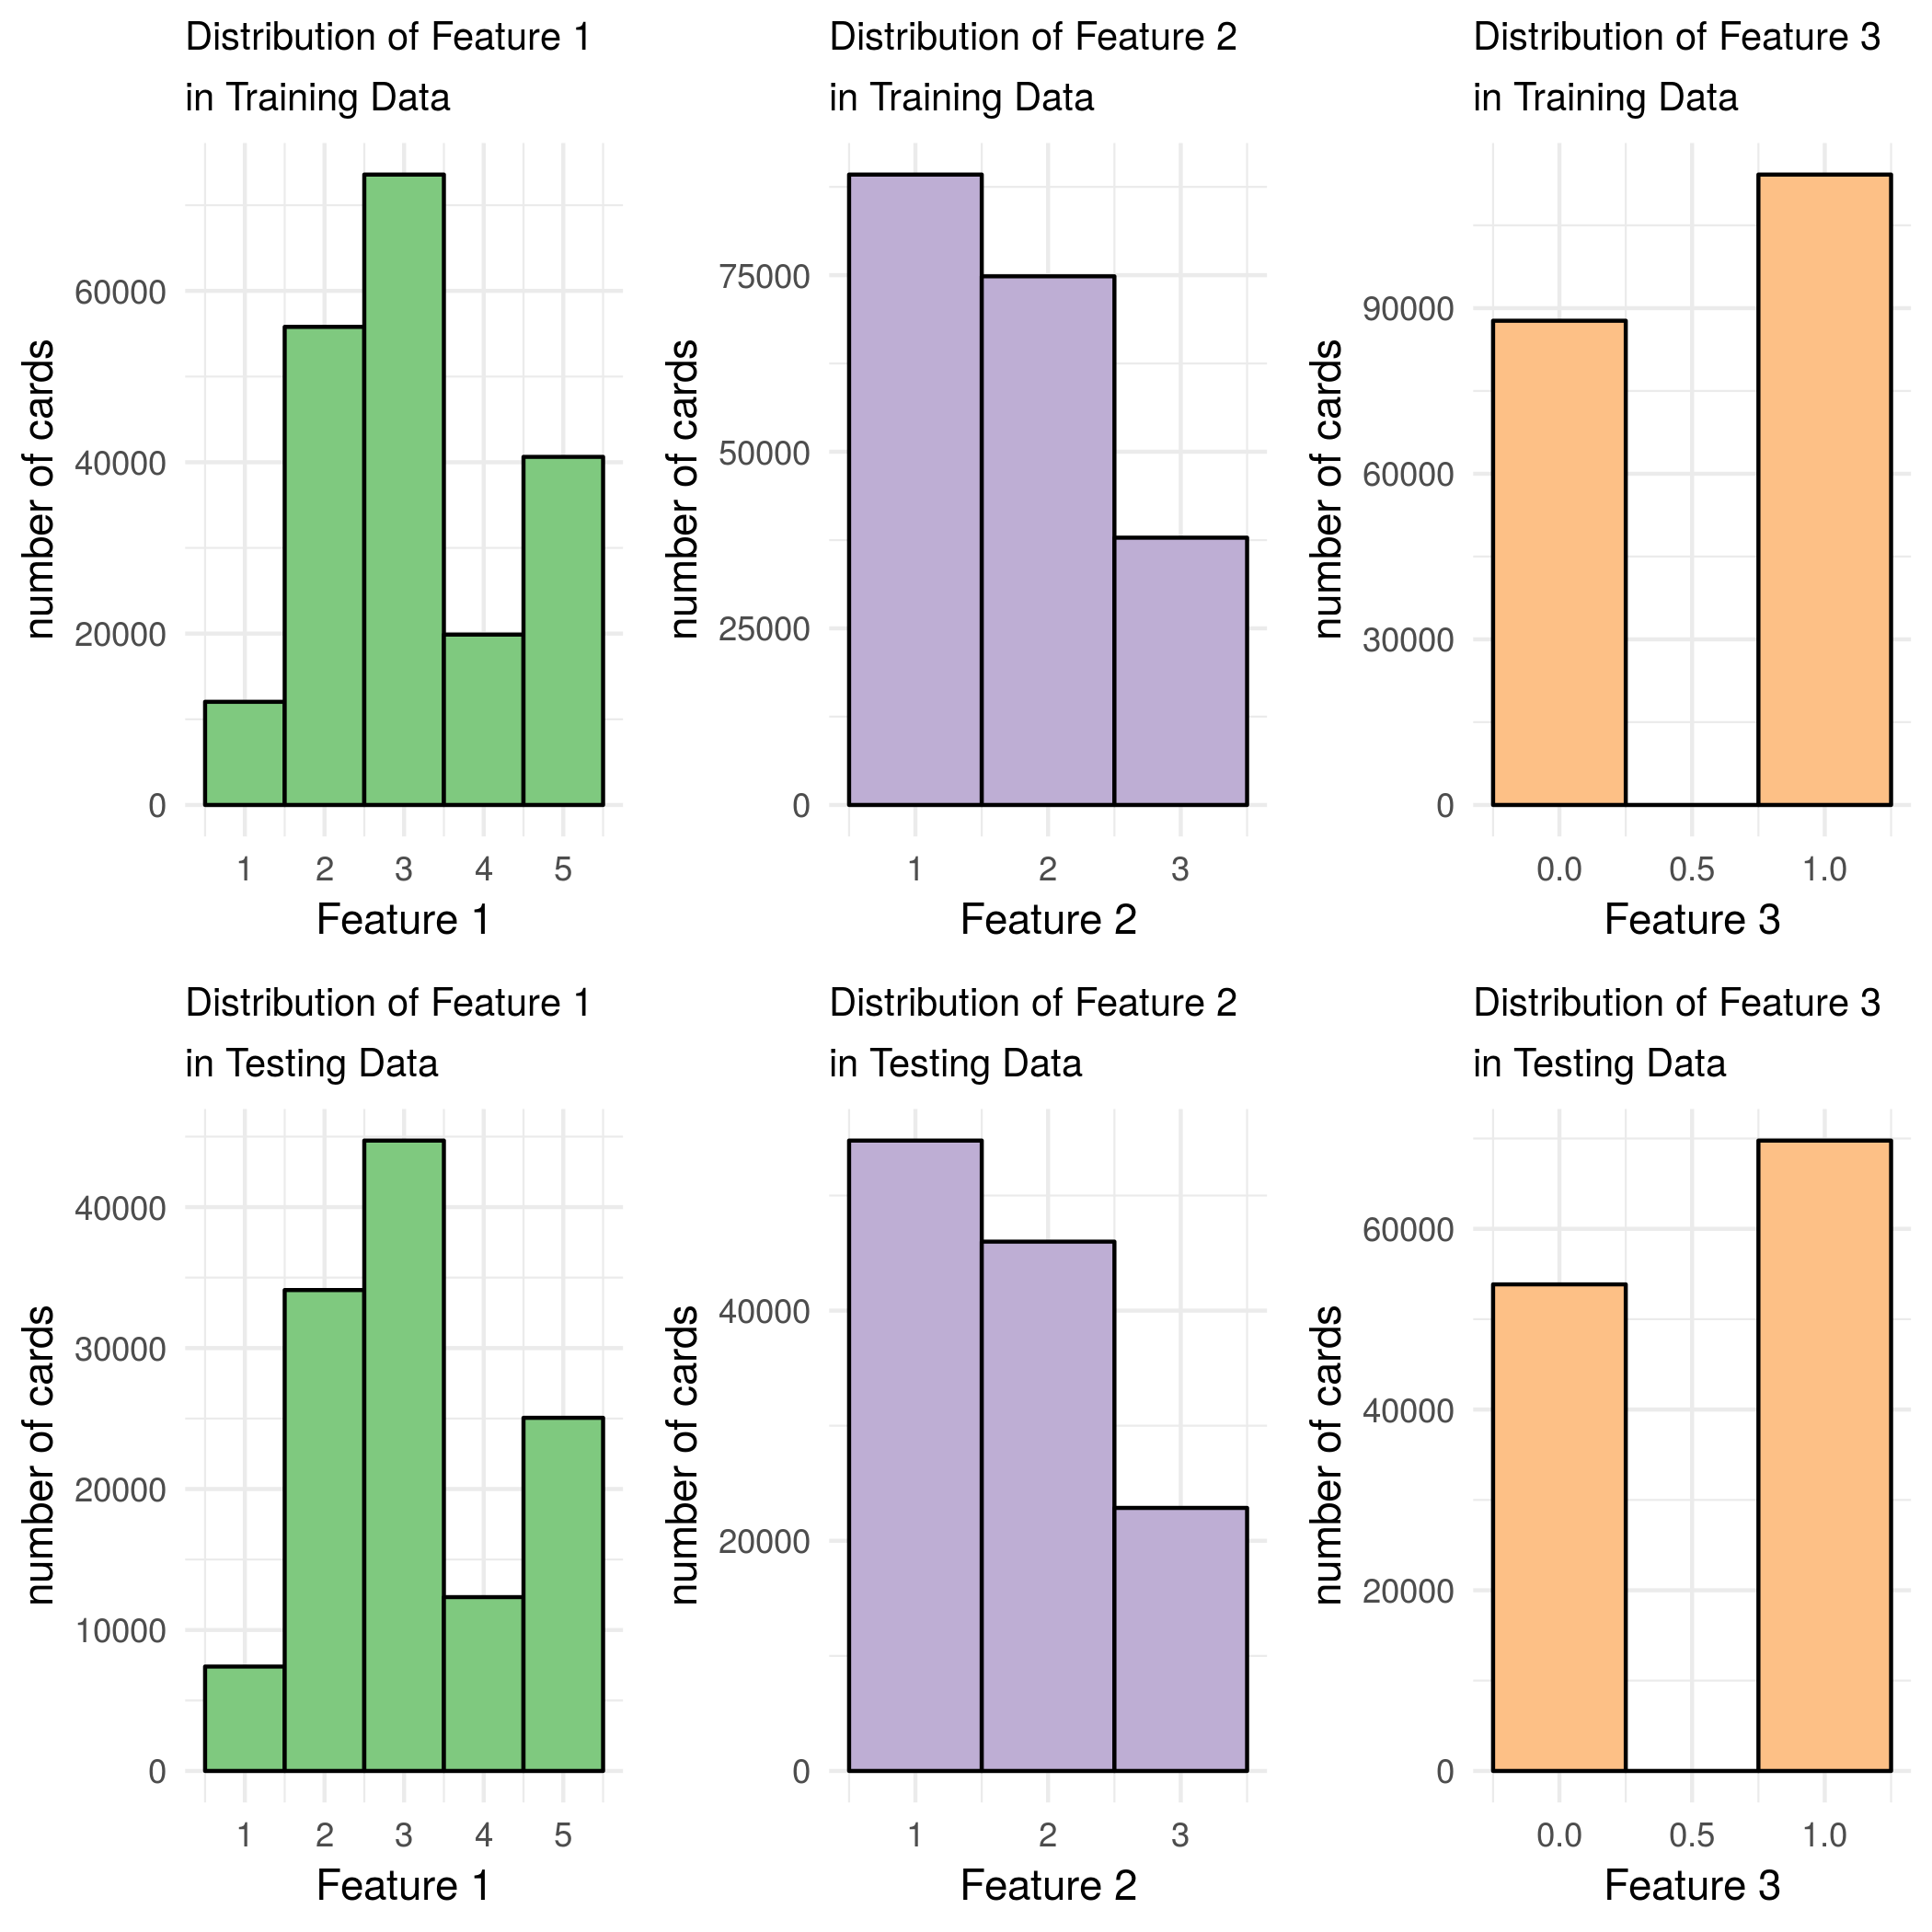 Distribution of Feature 1
in Training Data
number of cards
60000
40000
20000
0
1 2 3 4 5
Feature 1
Distribution of Feature 2
in Training Data
number of cards
75000
50000
25000
0
1 2 3
Feature 2
Distribution of Feature 3
in Training Data
number of cards
90000
60000
30000
0
0.0 0.5 1.0
Feature 3
Distribution of Feature 1
in Testing Data
number of cards
40000
30000
20000
10000
0
1 2 3 4 5
Feature 1
Distribution of Feature 2
in Testing Data
number of cards
40000
20000
0
1 2 3
Feature 2
Distribution of Feature 3
in Testing Data
number of cards
60000
40000
20000
0
0.0 0.5 1.0
Feature 3